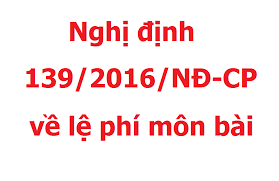 Nghị định
139/2016/NĐ-CP
về lệ phí môn bài